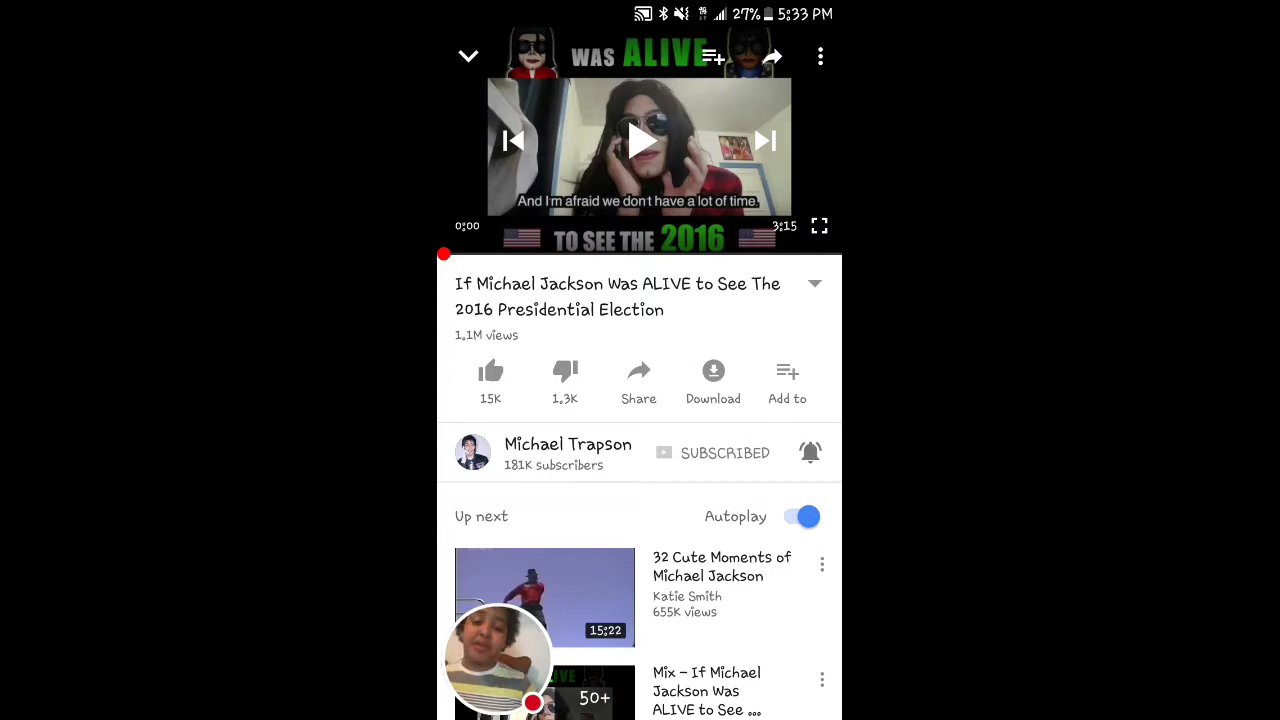 27% 5:33 PM
WAS ALIVE
And I'm afraid we don't have a lot of time.
0:00 3:15
TO SEE THE 2016
If Michael Jackson Was ALIVE to See The
2016 Presidential Election
1.1M views
15K 1.3K Share Download Add to
Michael Trapson
181K subscribers
SUBSCRIBED
Up next Autoplay
32 Cute Moments of
Michael Jackson
Katie Smith
655K views
15:22
Mix - If Michael
Jackson Was
ALIVE to See ...
50+